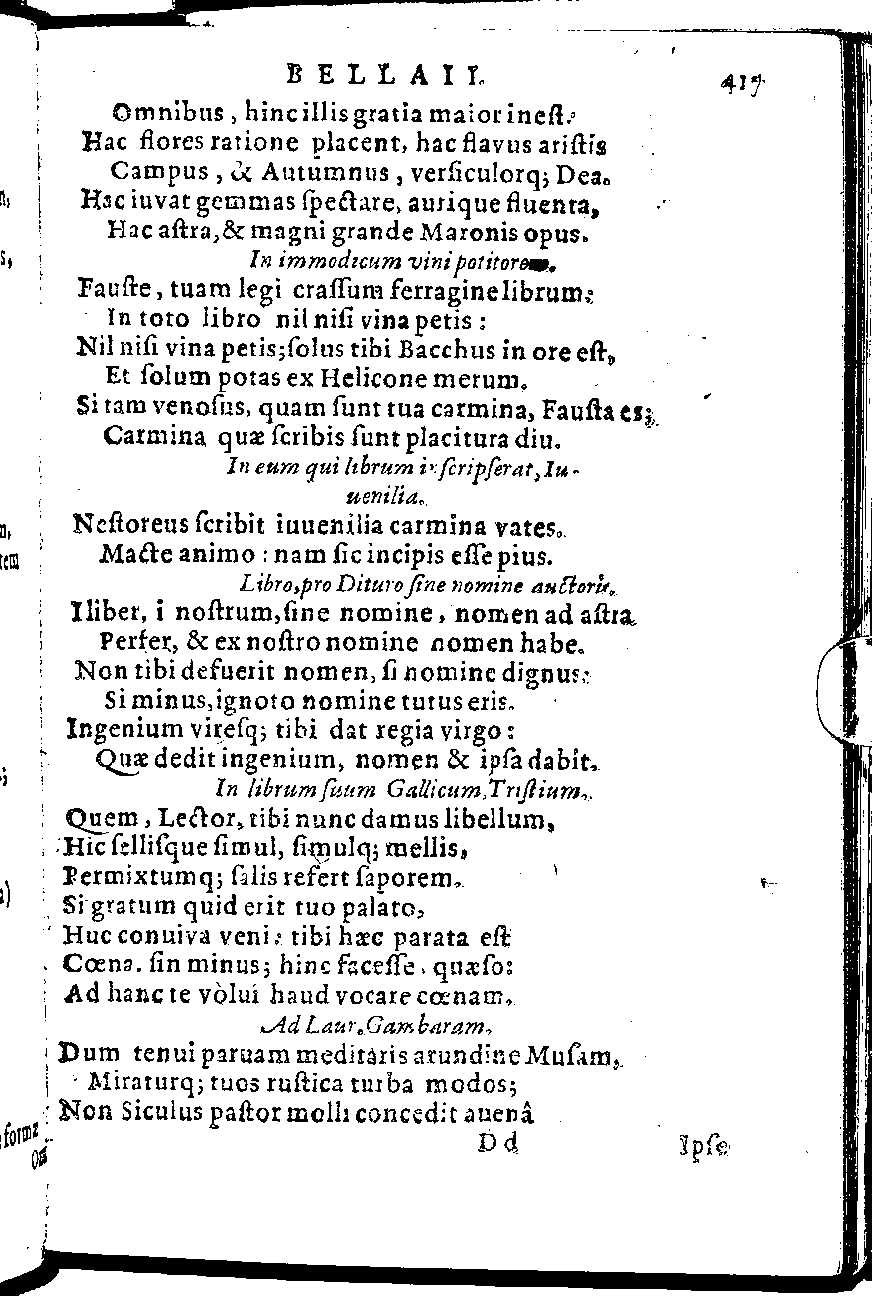 BELLAII.
417
Omnibus, hinc illis gratia maior inest:
Hac flores ratione placent, hac flavus aristis
Campus, & Autumnus, versiculorq; Dea.
Hac iuvat gemmas spectare, aurique fluenta,
Hac astra, & magni grande Maronis opus.
In immodicum vini potitorem.
Fauste, tuam legi crassum ferragine librum:
In toto libro nil nisi vina petis:
Nil nisi vina petis; solus tibi Bacchus in ore est,
Et solum potas ex Helicone merum.
Si tam venosus, quam sunt tua carmina, Fausta es;
Carmina quæ scribis sunt placitura diu.
In eum qui librum inscripserat, Iu-
uenilia.
Nestoreus scribit iuuenilia carmina vates.
Macte animo: nam sic incipis esse pius.
Libro, pro Dituro sine nomine auctoris.
I liber, i nostrum, sine nomine, nomen ad astra
Perfer, & ex nostro nomine nomen habe.
Non tibi defuerit nomen, si nomine dignus:
Si minus, ignoto nomine tutus eris.
Ingenium viresq; tibi dat regia virgo:
Quæ dedit ingenium, nomen & ipsa dabit.
In librum suum Gallicum, Tristium.
Quem, Lector, tibi nunc damus libellum,
Hic fellisque simul, simulq; mellis,
Permixtumq; salis refert saporem.
Si gratum quid erit tuo palato,
Huc conuiva veni: tibi hæc parata est
Cœna. sin minus; hinc facesse, quæso:
Ad hanc te vòlui haud vocare cœnam.
Ad Laur. Gambaram.
Dum tenui paruam meditaris arundine Musam,
Miraturq; tuos rustica turba modos;
Non Siculus pastor molli concedit auenâ
Dd
Ipse